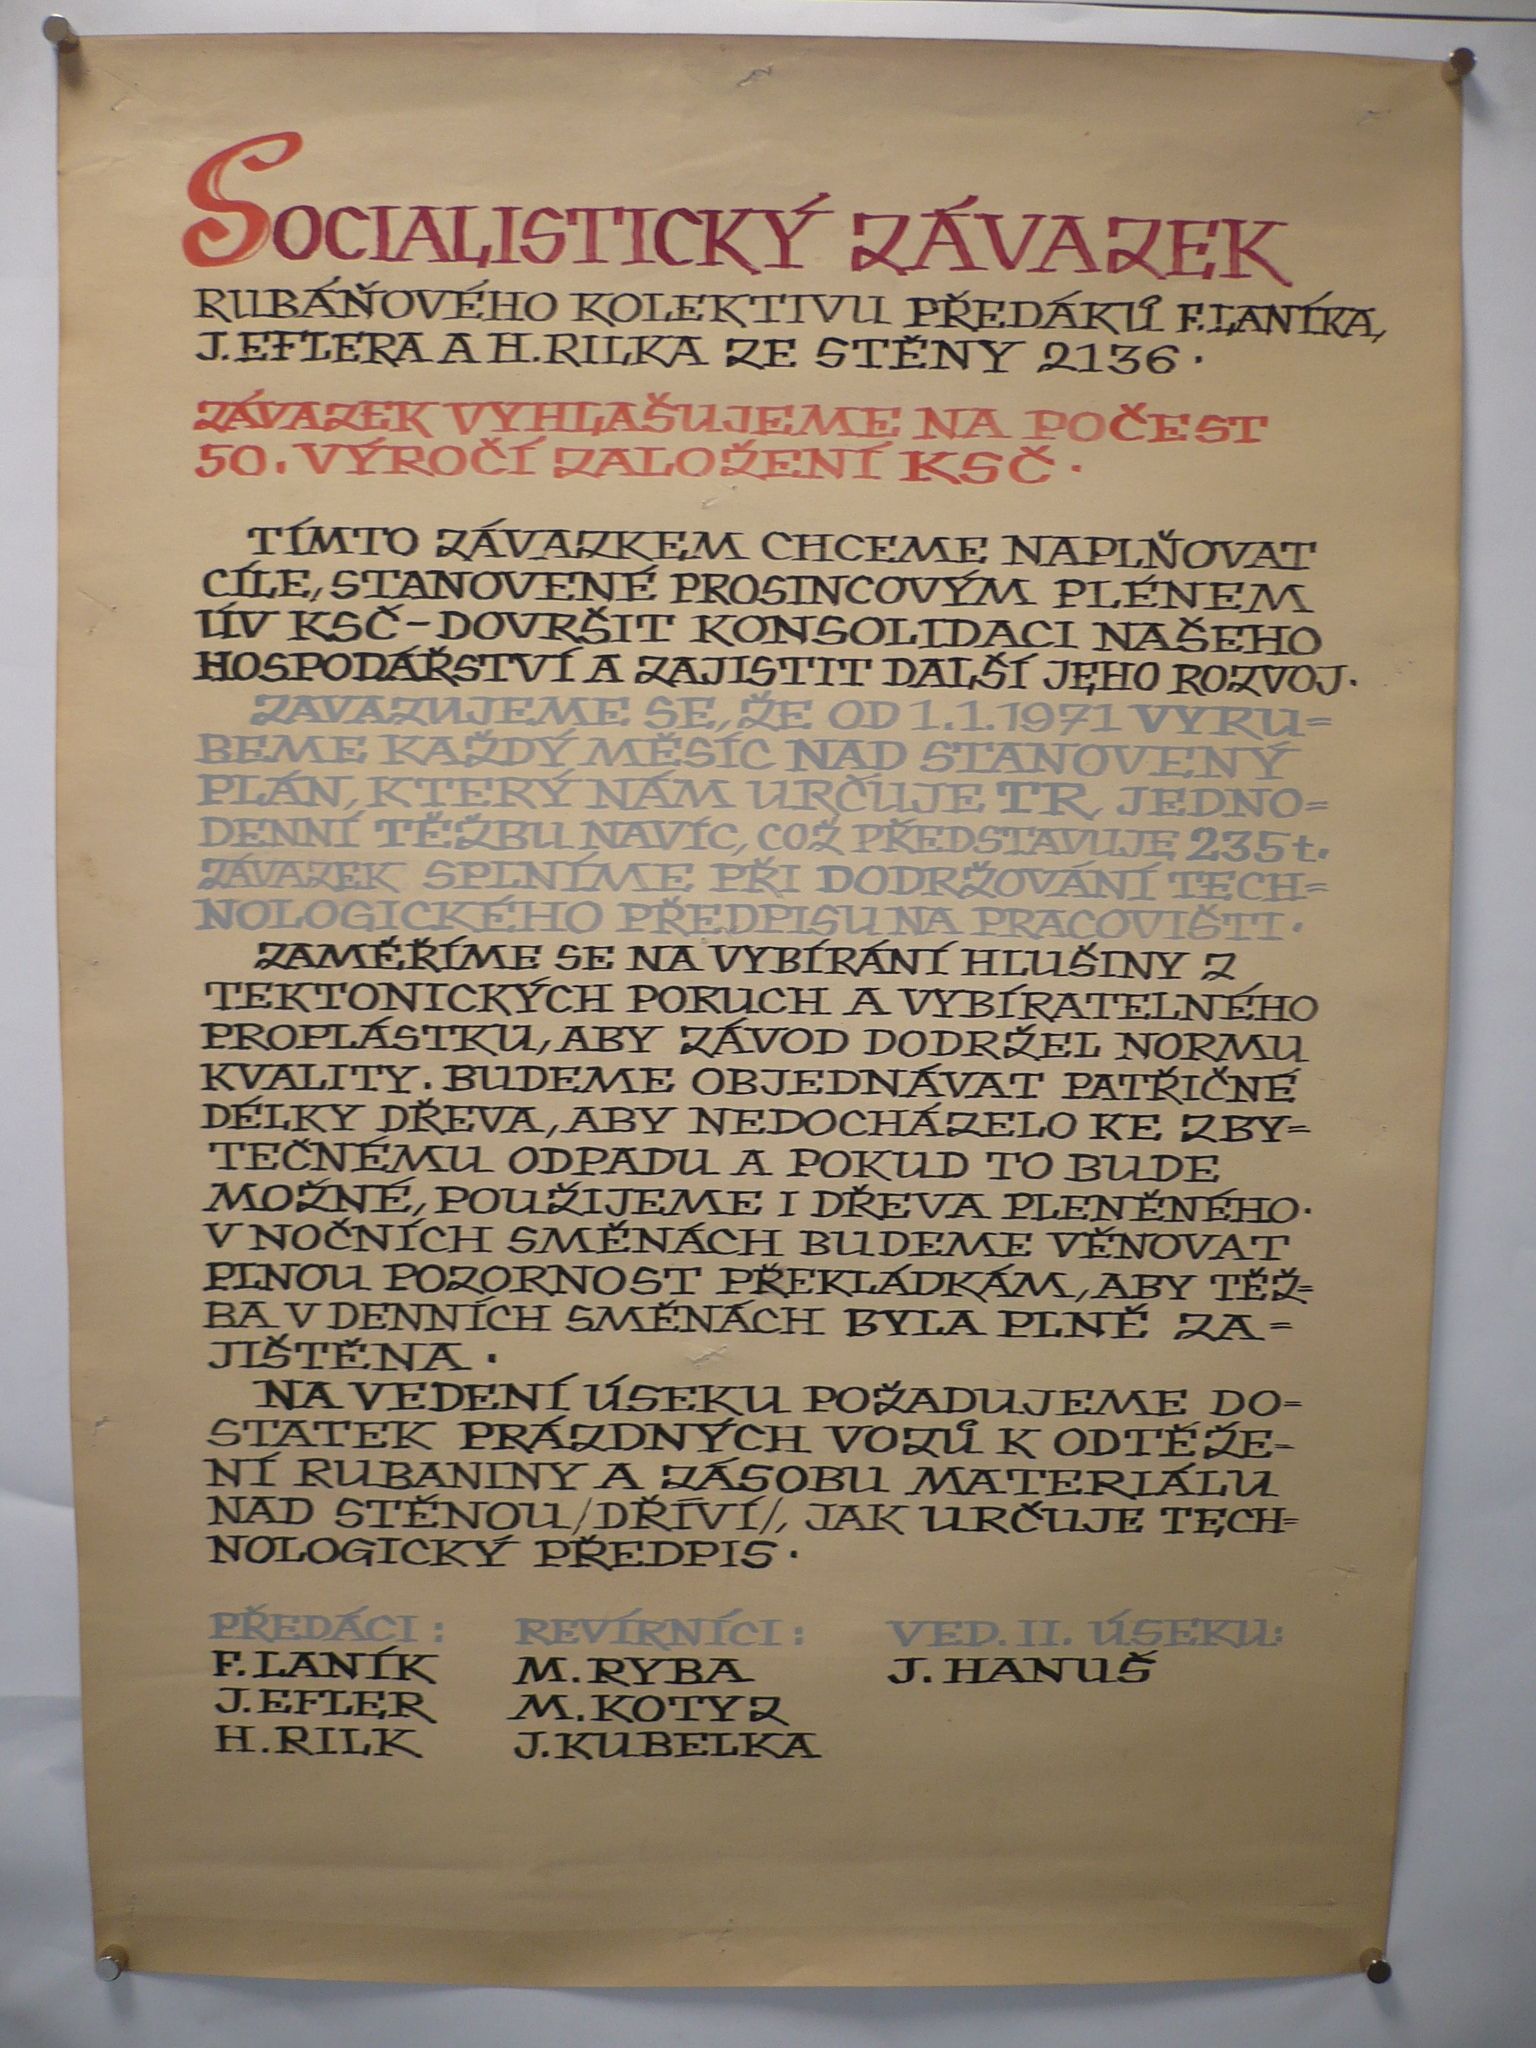 SOCIALISTICKÝ ZÁVAZEK
RUBÁŇOVÉHO KOLEKTIVU PŘEDÁKŮ F.LANÍKA,
J.EFLERA A H.RILKA ZE STĚNY 2136.
ZÁVAZEK VYHLAŠUJEME NA POČEST
50. VÝROČÍ ZALOŽENÍ KSČ.
TÍMTO ZÁVAZKEM CHCEME NAPLŇOVAT
CÍLE, STANOVENÉ PROSINCOVÝM PLÉNEM
ÚV KSČ - DOVRŠIT KONSOLIDACI NAŠEHO
HOSPODÁŘSTVÍ A ZAJISTIT DALŠÍ JEHO ROZVOJ.
ZAVAZUJEME SE, ŽE OD 1.1.1971 VYRU=
BEME KAŽDÝ MĚSÍC NAD STANOVENÝ
PLÁN, KTERÝ NÁM URČUJE TR, JEDNO=
DENNÍ TĚŽBU NAVÍC, COŽ PŘEDSTAVUJE 235 t.
ZÁVAZEK SPLNÍME PŘI DODRŽOVÁNÍ TECH=
NOLOGICKÉHO PŘEDPISU NA PRACOVIŠTI.
ZAMĚŘÍME SE NA VYBÍRÁNÍ HLUŠINY Z
TEKTONICKÝCH PORUCH A VYBÍRATELNÉHO
PROPLÁSTKU, ABY ZÁVOD DODRŽEL NORMU
KVALITY. BUDEME OBJEDNÁVAT PATŘIČNÉ
DÉLKY DŘEVA, ABY NEDOCHÁZELO KE ZBY=
TEČNÉMU ODPADU A POKUD TO BUDE
MOŽNÉ, POUŽIJEME I DŘEVA PLENĚNÉHO.
V NOČNÍCH SMĚNÁCH BUDEME VĚNOVAT
PLNOU POZORNOST PŘEKLÁDKÁM, ABY TĚŽ=
BA V DENNÍCH SMĚNÁCH BYLA PLNĚ ZA=
JIŠTĚNA.
NA VEDENÍ ÚSEKU POŽADUJEME DO=
STATEK PRÁZDNÝCH VOZŮ K ODTĚŽE=
NÍ RUBANINY A ZÁSOBU MATERIÁLU
NAD STĚNOU /DŘÍVÍ/, JAK URČUJE TECH=
NOLOGICKÝ PŘEDPIS.
PŘEDÁCI: REVÍRNÍCI: VED. II. ÚSEKU:
F.LANÍK M.RYBA J.HANUŠ
J.EFLER M.KOTYZ
H.RILK J.KUBELKA